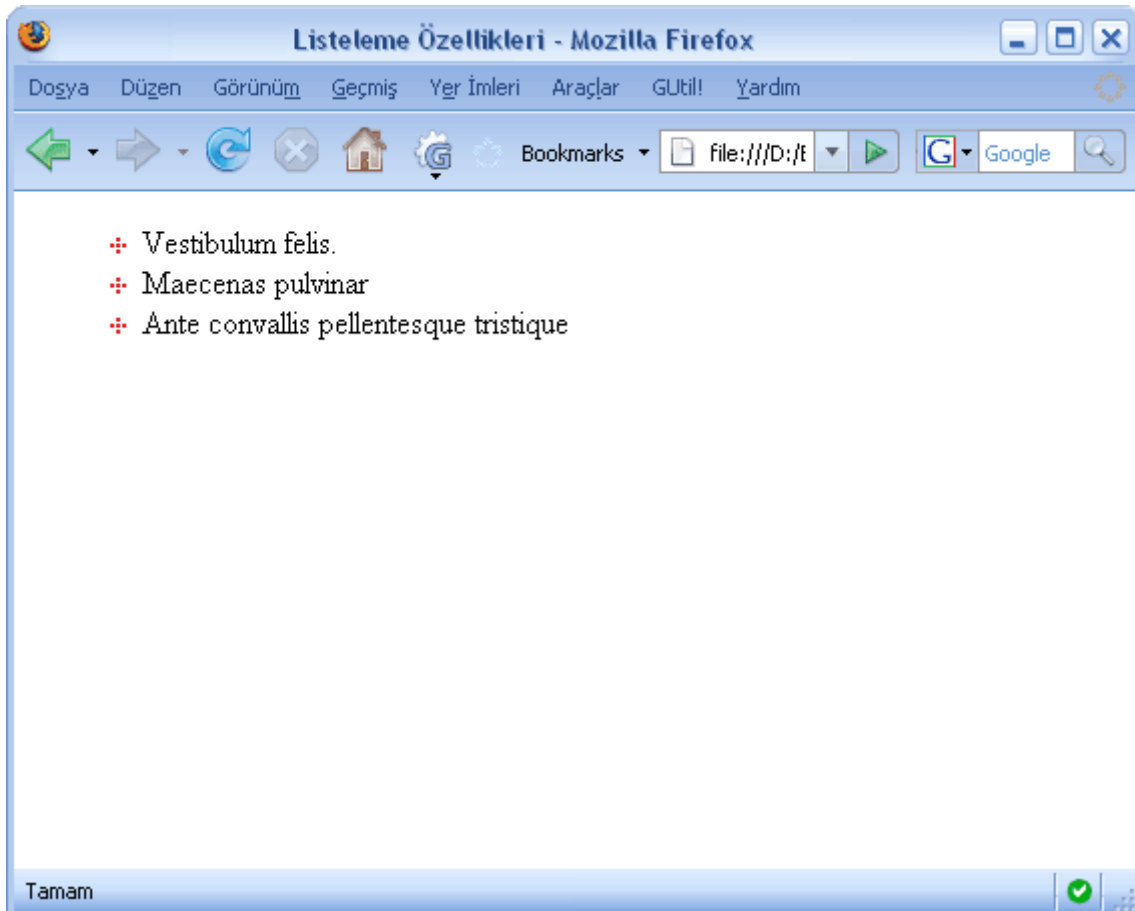 Listeleme Özellikleri - Mozilla Firefox
Dosya Düzen Görünüm Geçmiş Yer İmleri Araçlar GUtil! Yardım
G Bookmarks file:///D:/E G Google
Vestibulum felis.
Maecenas pulvinar
Ante convallis pellentesque tristique
Tamam